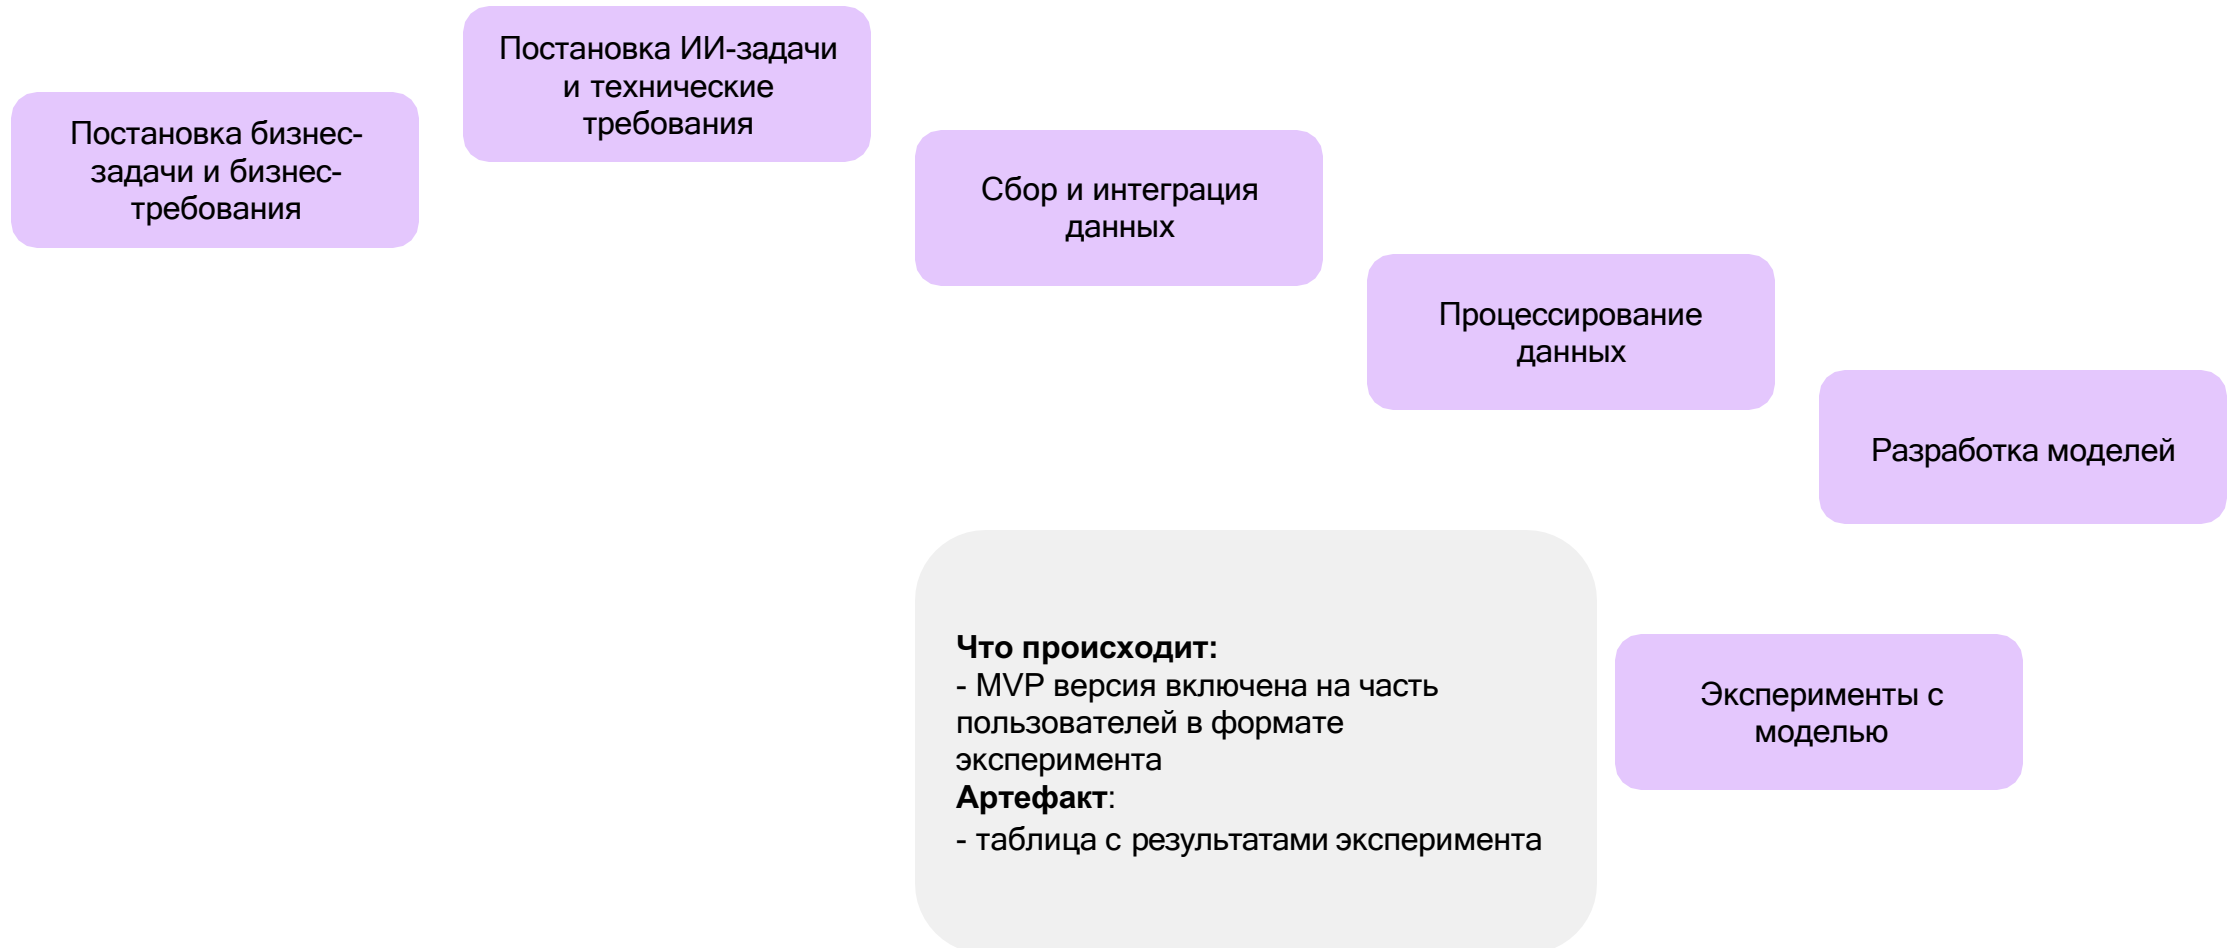 Постановка бизнес-
задачи и бизнес-
требования
Постановка ИИ-задачи
и технические
требования
Сбор и интеграция
данных
Процессирование
данных
Разработка моделей
Что происходит:
- MVP версия включена на часть
пользователей в формате
эксперимента
Артефакт:
- таблица с результатами эксперимента
Эксперименты с
моделью